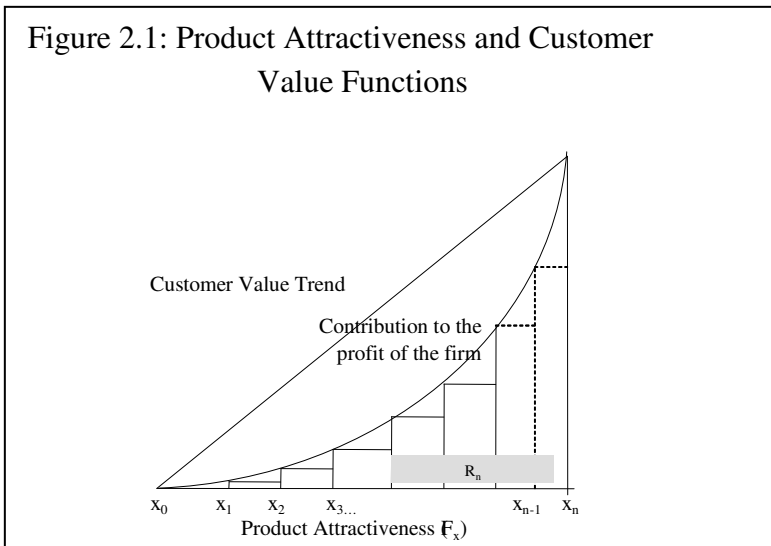 Figure 2.1: Product Attractiveness and Customer
Value Functions
Customer Value Trend
Contribution to the
profit of the firm
Rₙ
x₀ x₁ x₂ x₃... xₙ₋₁ xₙ
Product Attractiveness (Fₓ)